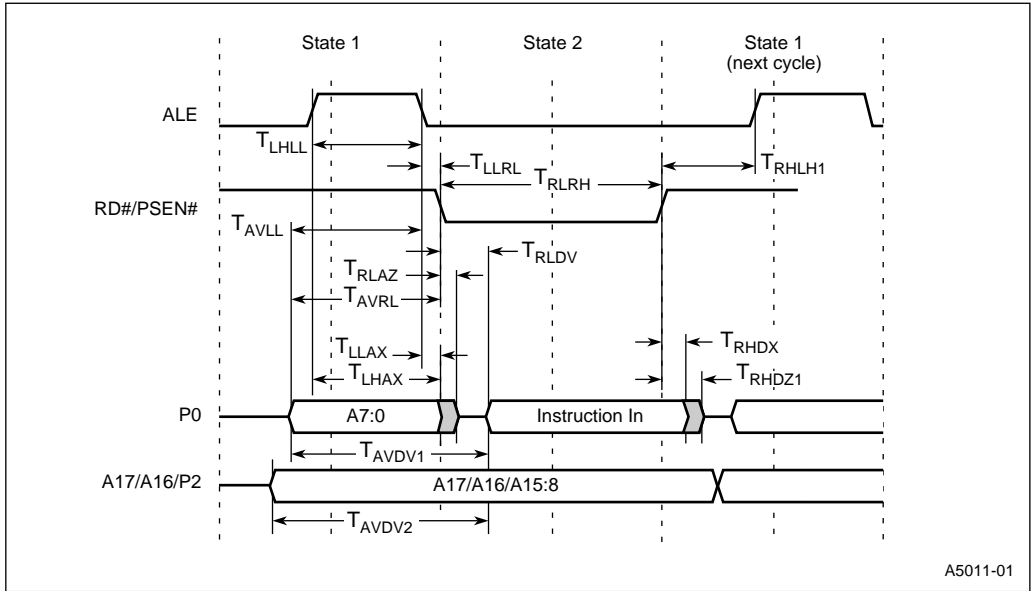 State 1
State 2
State 1
(next cycle)
ALE
TLHLL
TLLRL
TRLRH
TRHLH1
RD#/PSEN#
TAVLL
TRLDV
TRLAZ
TAVRL
TLLAX
TRHDX
TLHAX
TRHDZ1
P0
A7:0
Instruction In
TAVDV1
A17/A16/P2
A17/A16/A15:8
TAVDV2
A5011-01